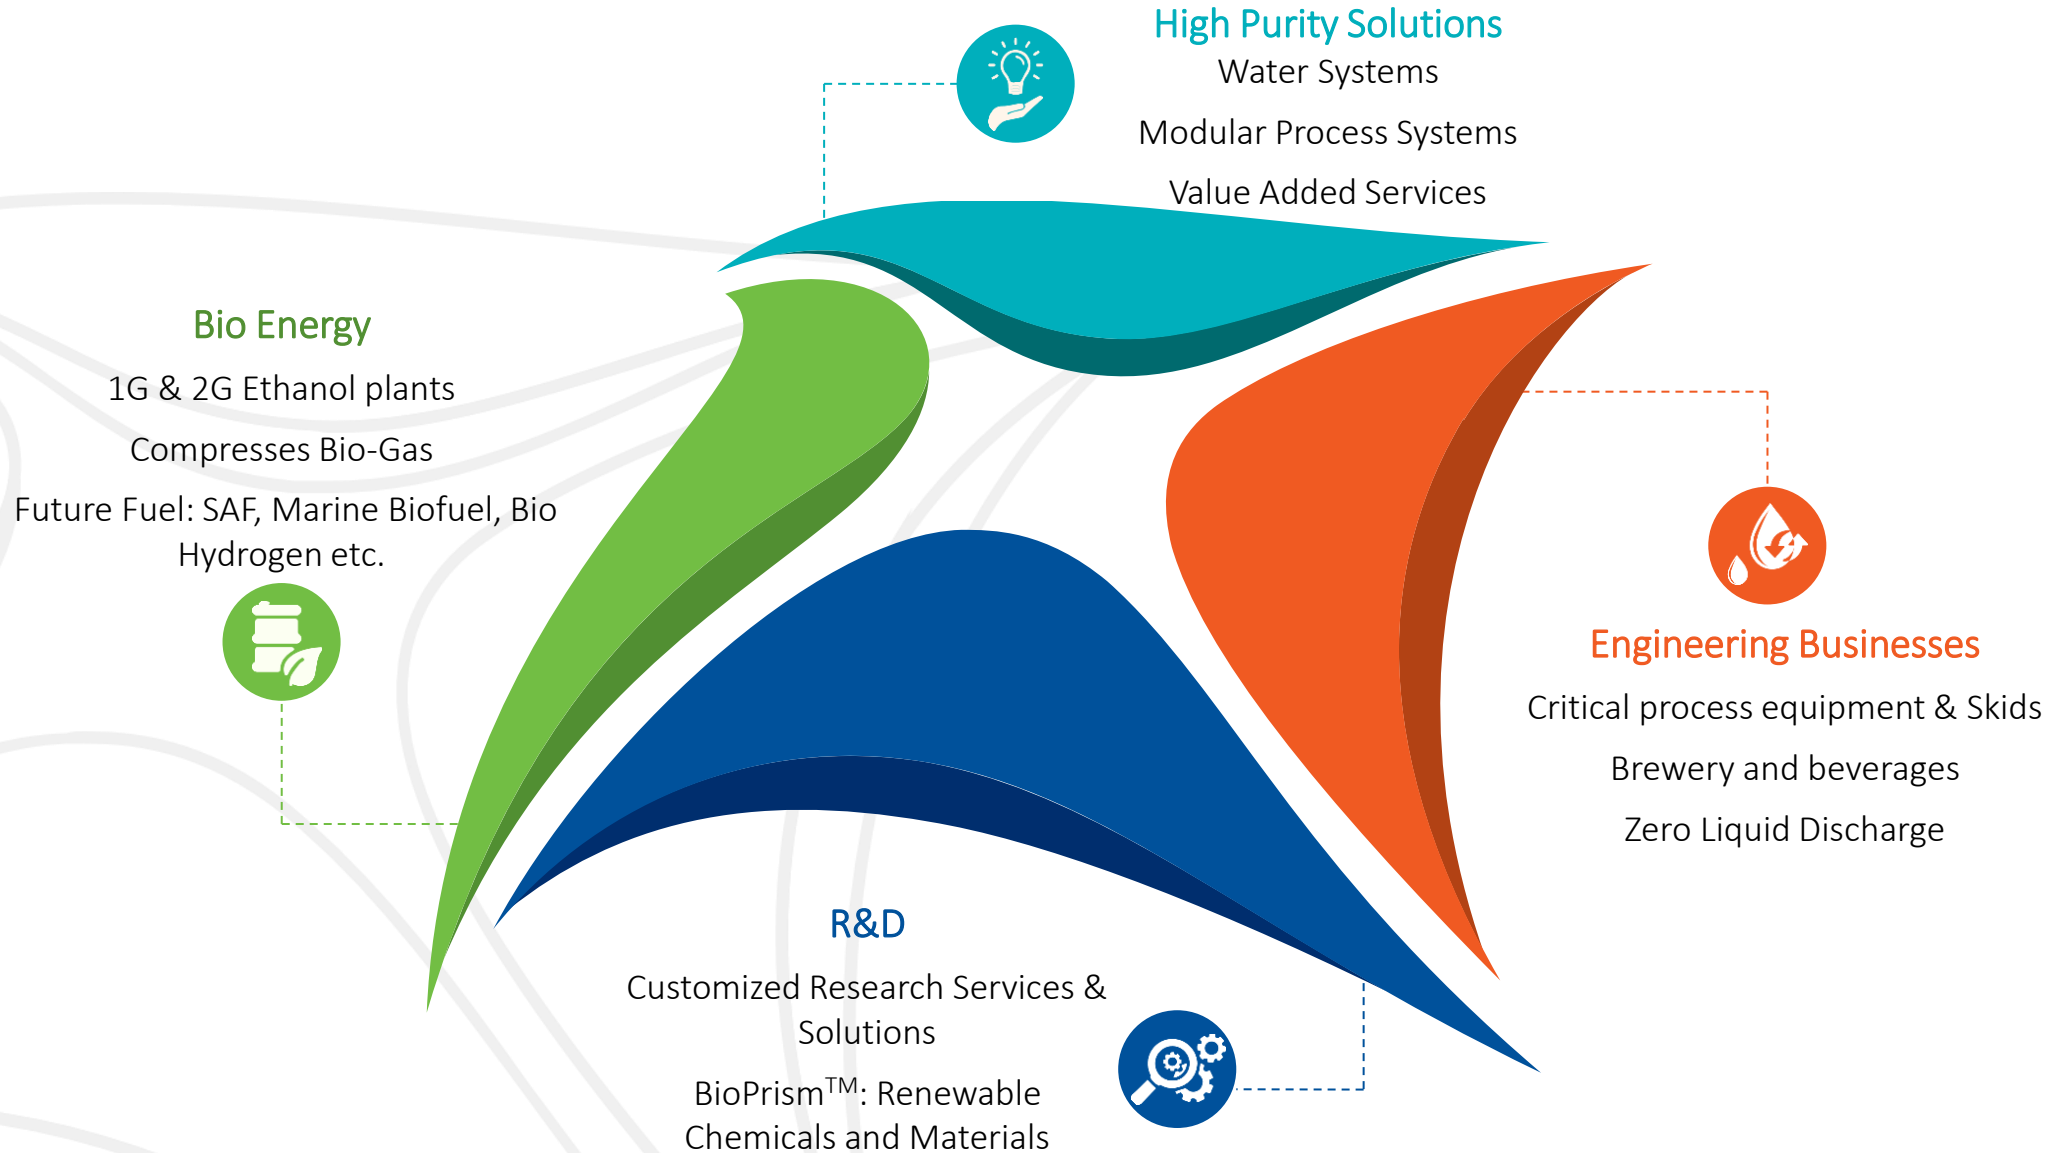 High Purity Solutions
Water Systems
Modular Process Systems
Value Added Services
Bio Energy
1G & 2G Ethanol plants
Compresses Bio-Gas
Future Fuel: SAF, Marine Biofuel, Bio
Hydrogen etc.
Engineering Businesses
Critical process equipment & Skids
Brewery and beverages
Zero Liquid Discharge
R&D
Customized Research Services &
Solutions
BioPrism™: Renewable
Chemicals and Materials